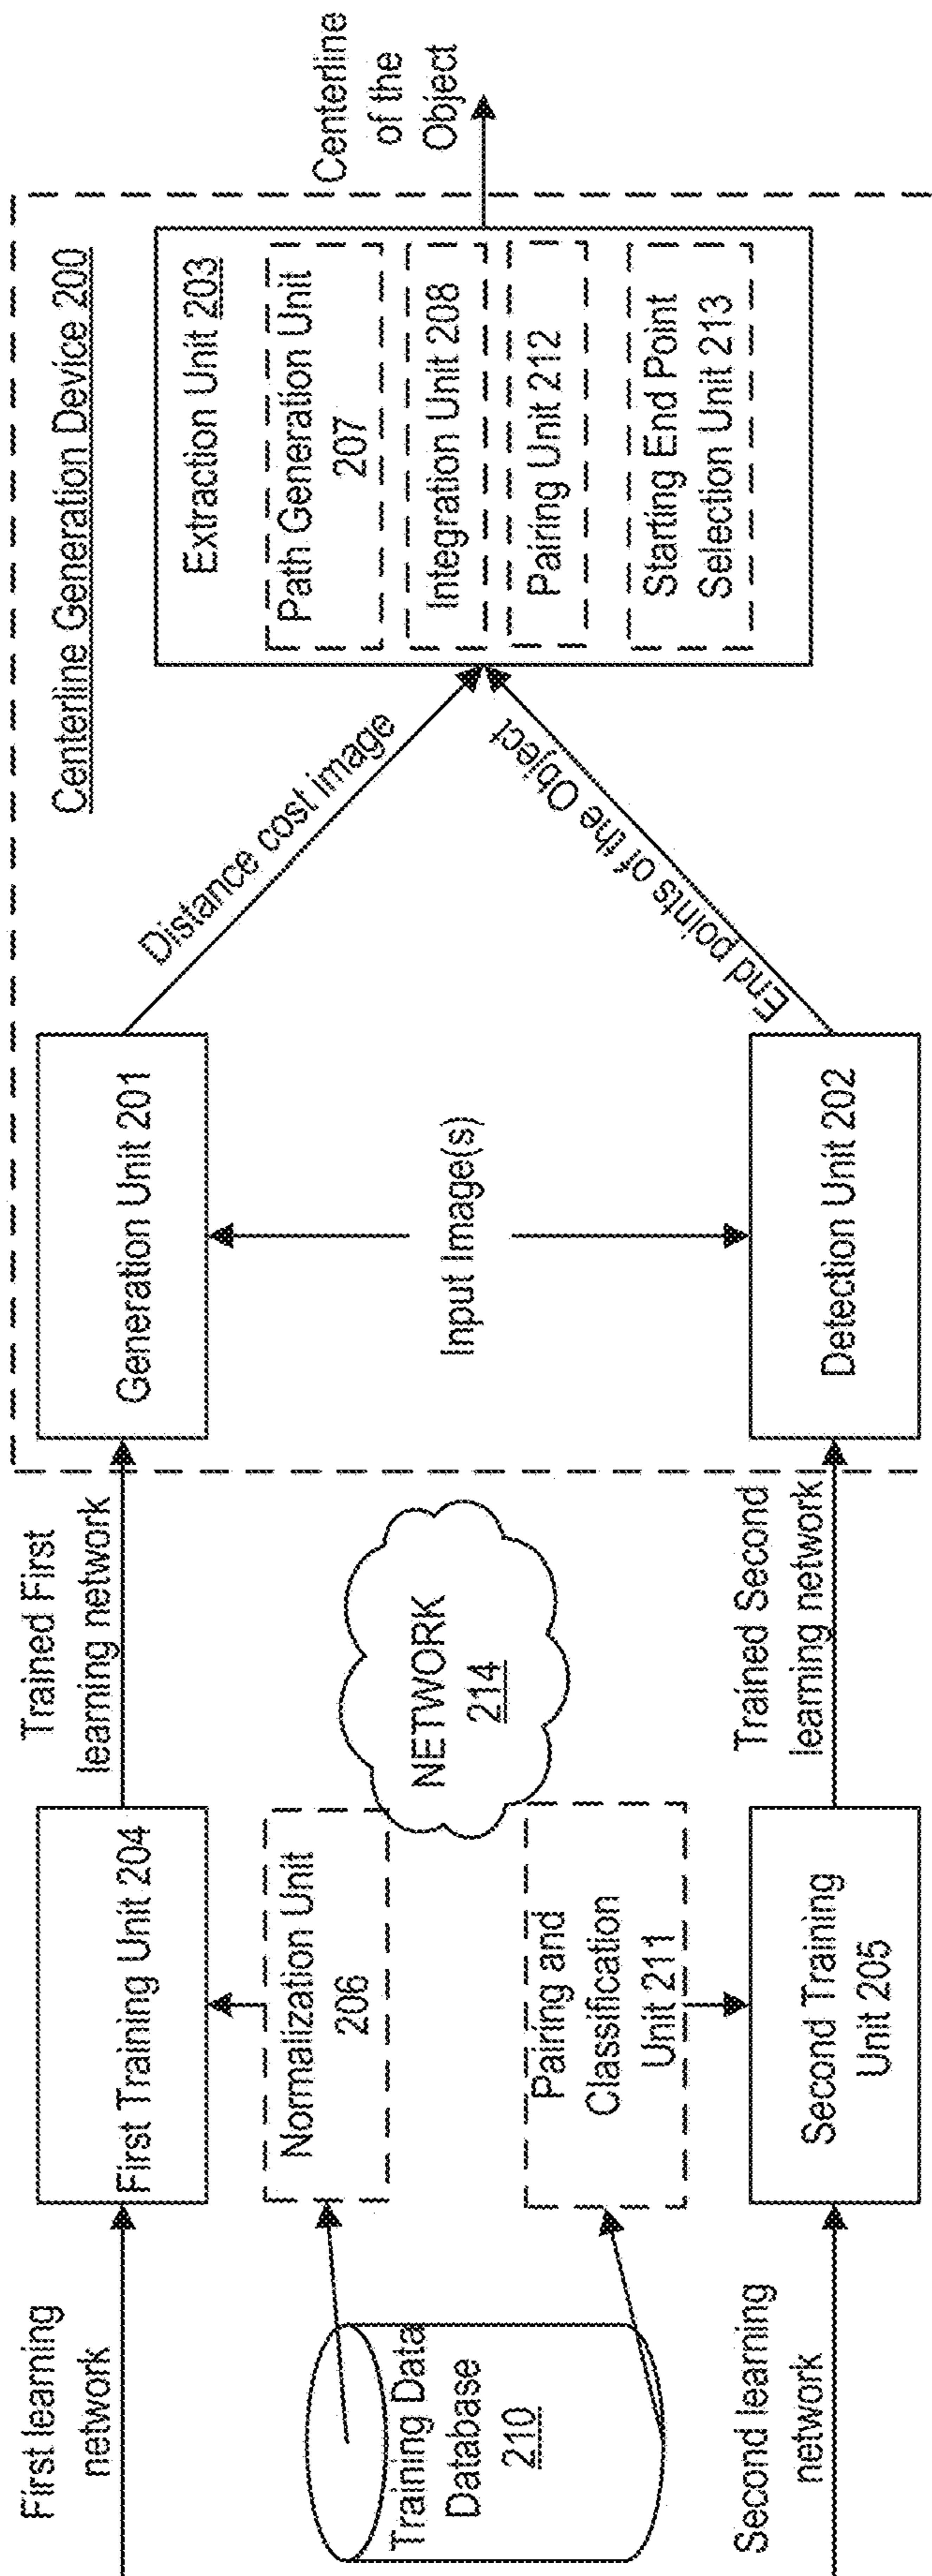 First learning
network
First Training Unit 204
Trained First
learning network
Centerline Generation Device 200
Generation Unit 201
Distance cost image
Training Data
Database
210
Normalization Unit
206
Pairing and
Classification
Unit 211
NETWORK
214
Input Image(s)
Extraction Unit 203
Path Generation Unit
207
Integration Unit 208
Pairing Unit 212
Starting End Point
Selection Unit 213
Centerline
of the
Object
Second learning
network
Second Training
Unit 205
Trained Second
learning network
Detection Unit 202
End points of the Object